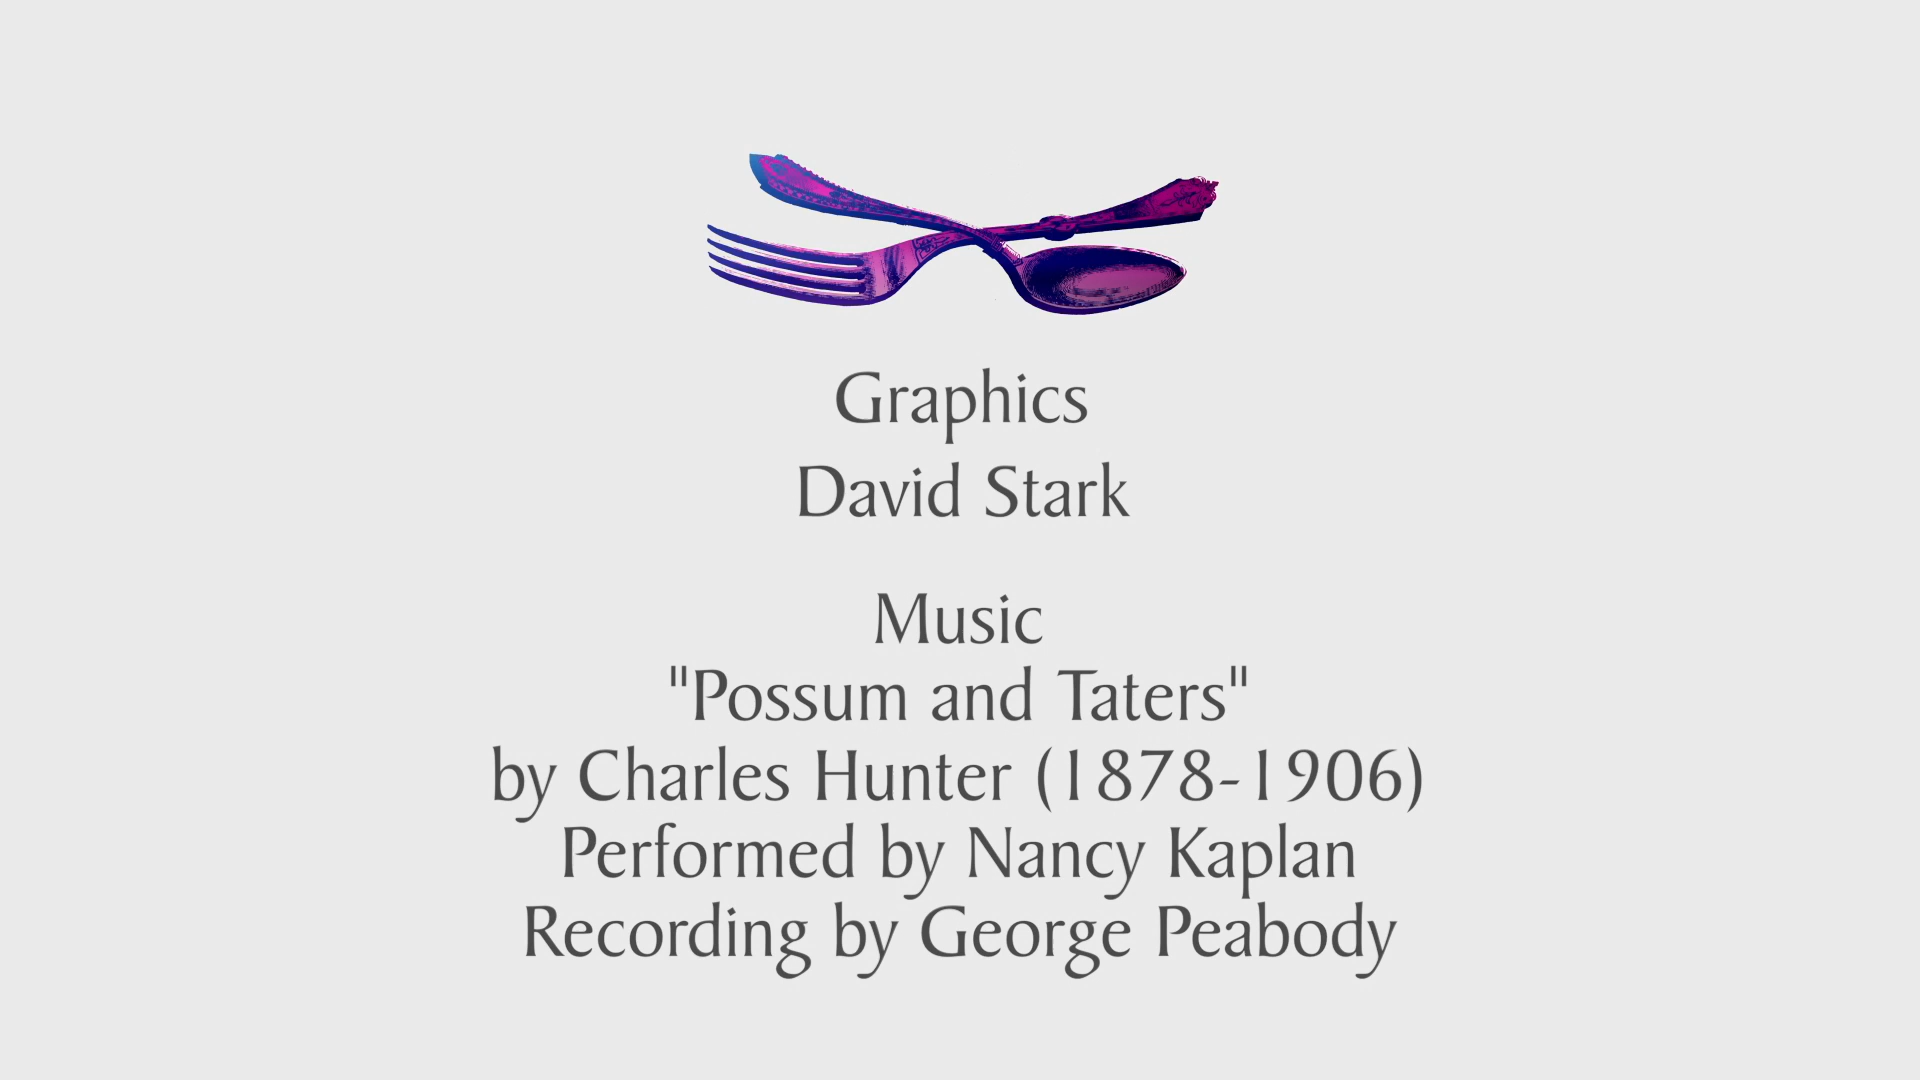 Graphics
David Stark
Music
"Possum and Taters"
by Charles Hunter (1878-1906)
Performed by Nancy Kaplan
Recording by George Peabody